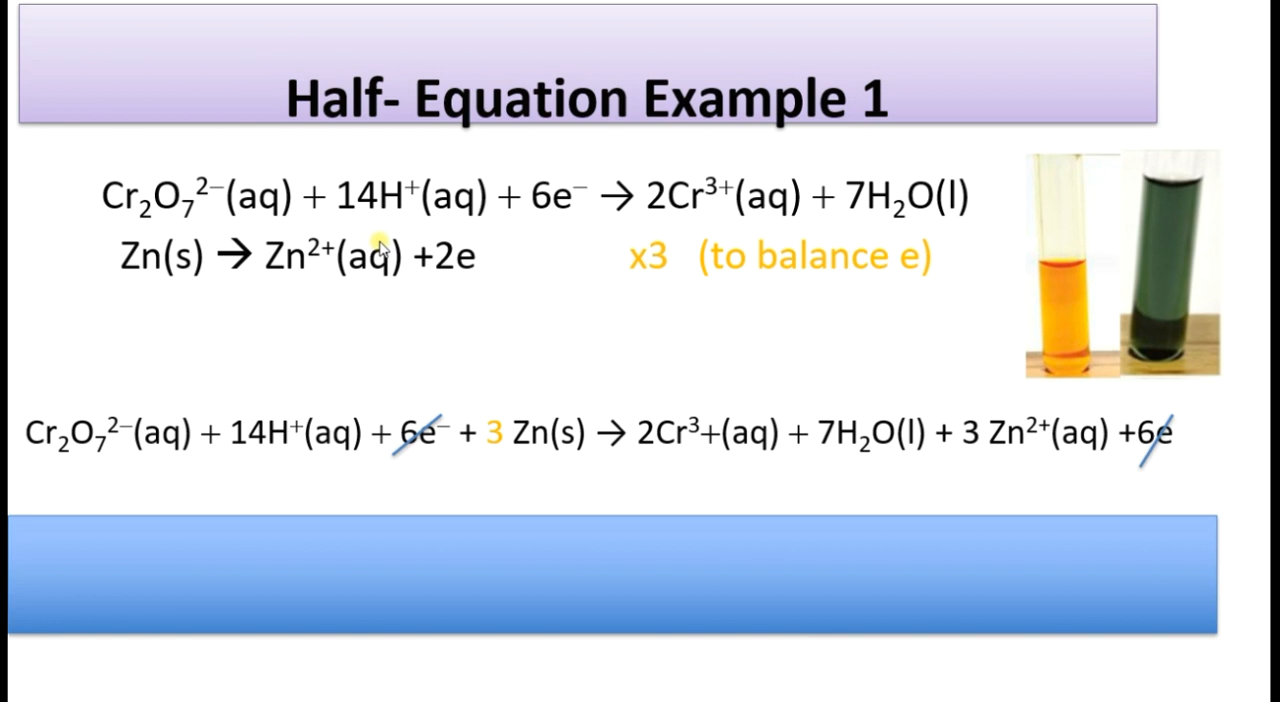 Half- Equation Example 1
Cr₂O₇²⁻(aq) + 14H⁺(aq) + 6e⁻ → 2Cr³⁺(aq) + 7H₂O(l)
Zn(s) → Zn²⁺(aq) +2e x3 (to balance e)
Cr₂O₇²⁻(aq) + 14H⁺(aq) + 6e⁻ + 3 Zn(s) → 2Cr³+(aq) + 7H₂O(l) + 3 Zn²⁺(aq) +6e